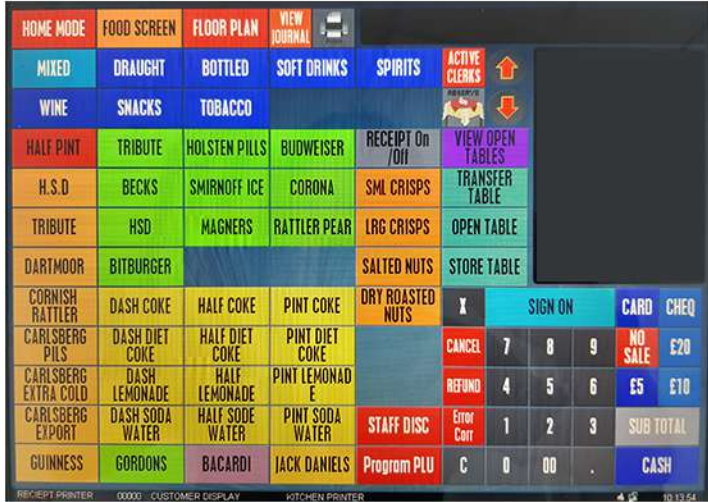 HOME MODE FOOD SCREEN FLOOR PLAN VIEW JOURNAL
MIXED DRAUGHT BOTTLED SOFT DRINKS SPIRITS ACTIVE CLERKS
WINE SNACKS TOBACCO RESERVE
HALF PINT TRIBUTE HOLSTEN PILLS BUDWEISER RECEIPT On /Off VIEW OPEN TABLES
H.S.D BECKS SMIRNOFF ICE CORONA SML CRISPS TRANSFER TABLE
TRIBUTE HSD MAGNERS RATTLER PEAR LRG CRISPS OPEN TABLE
DARTMOOR BITBURGER SALTED NUTS STORE TABLE
CORNISH RATTLER DASH COKE HALF COKE PINT COKE DRY ROASTED NUTS X SIGN ON CARD CHEQ
CARLSBERG PILS DASH DIET COKE HALF DIET COKE PINT DIET COKE CANCEL 7 8 9 NO SALE £20
CARLSBERG EXTRA COLD DASH LEMONADE HALF LEMONADE PINT LEMONAD E REFUND 4 5 6 £5 £10
CARLSBERG EXPORT DASH SODA WATER HALF SODE WATER PINT SODA WATER STAFF DISC Error Corr 1 2 3 SUB TOTAL
GUINNESS GORDONS BACARDI JACK DANIELS Program PLU C 0 00 . CASH
RECIEPT PRINTER 00000 CUSTOMER DISPLAY KITCHEN PRINTER 10:13:54